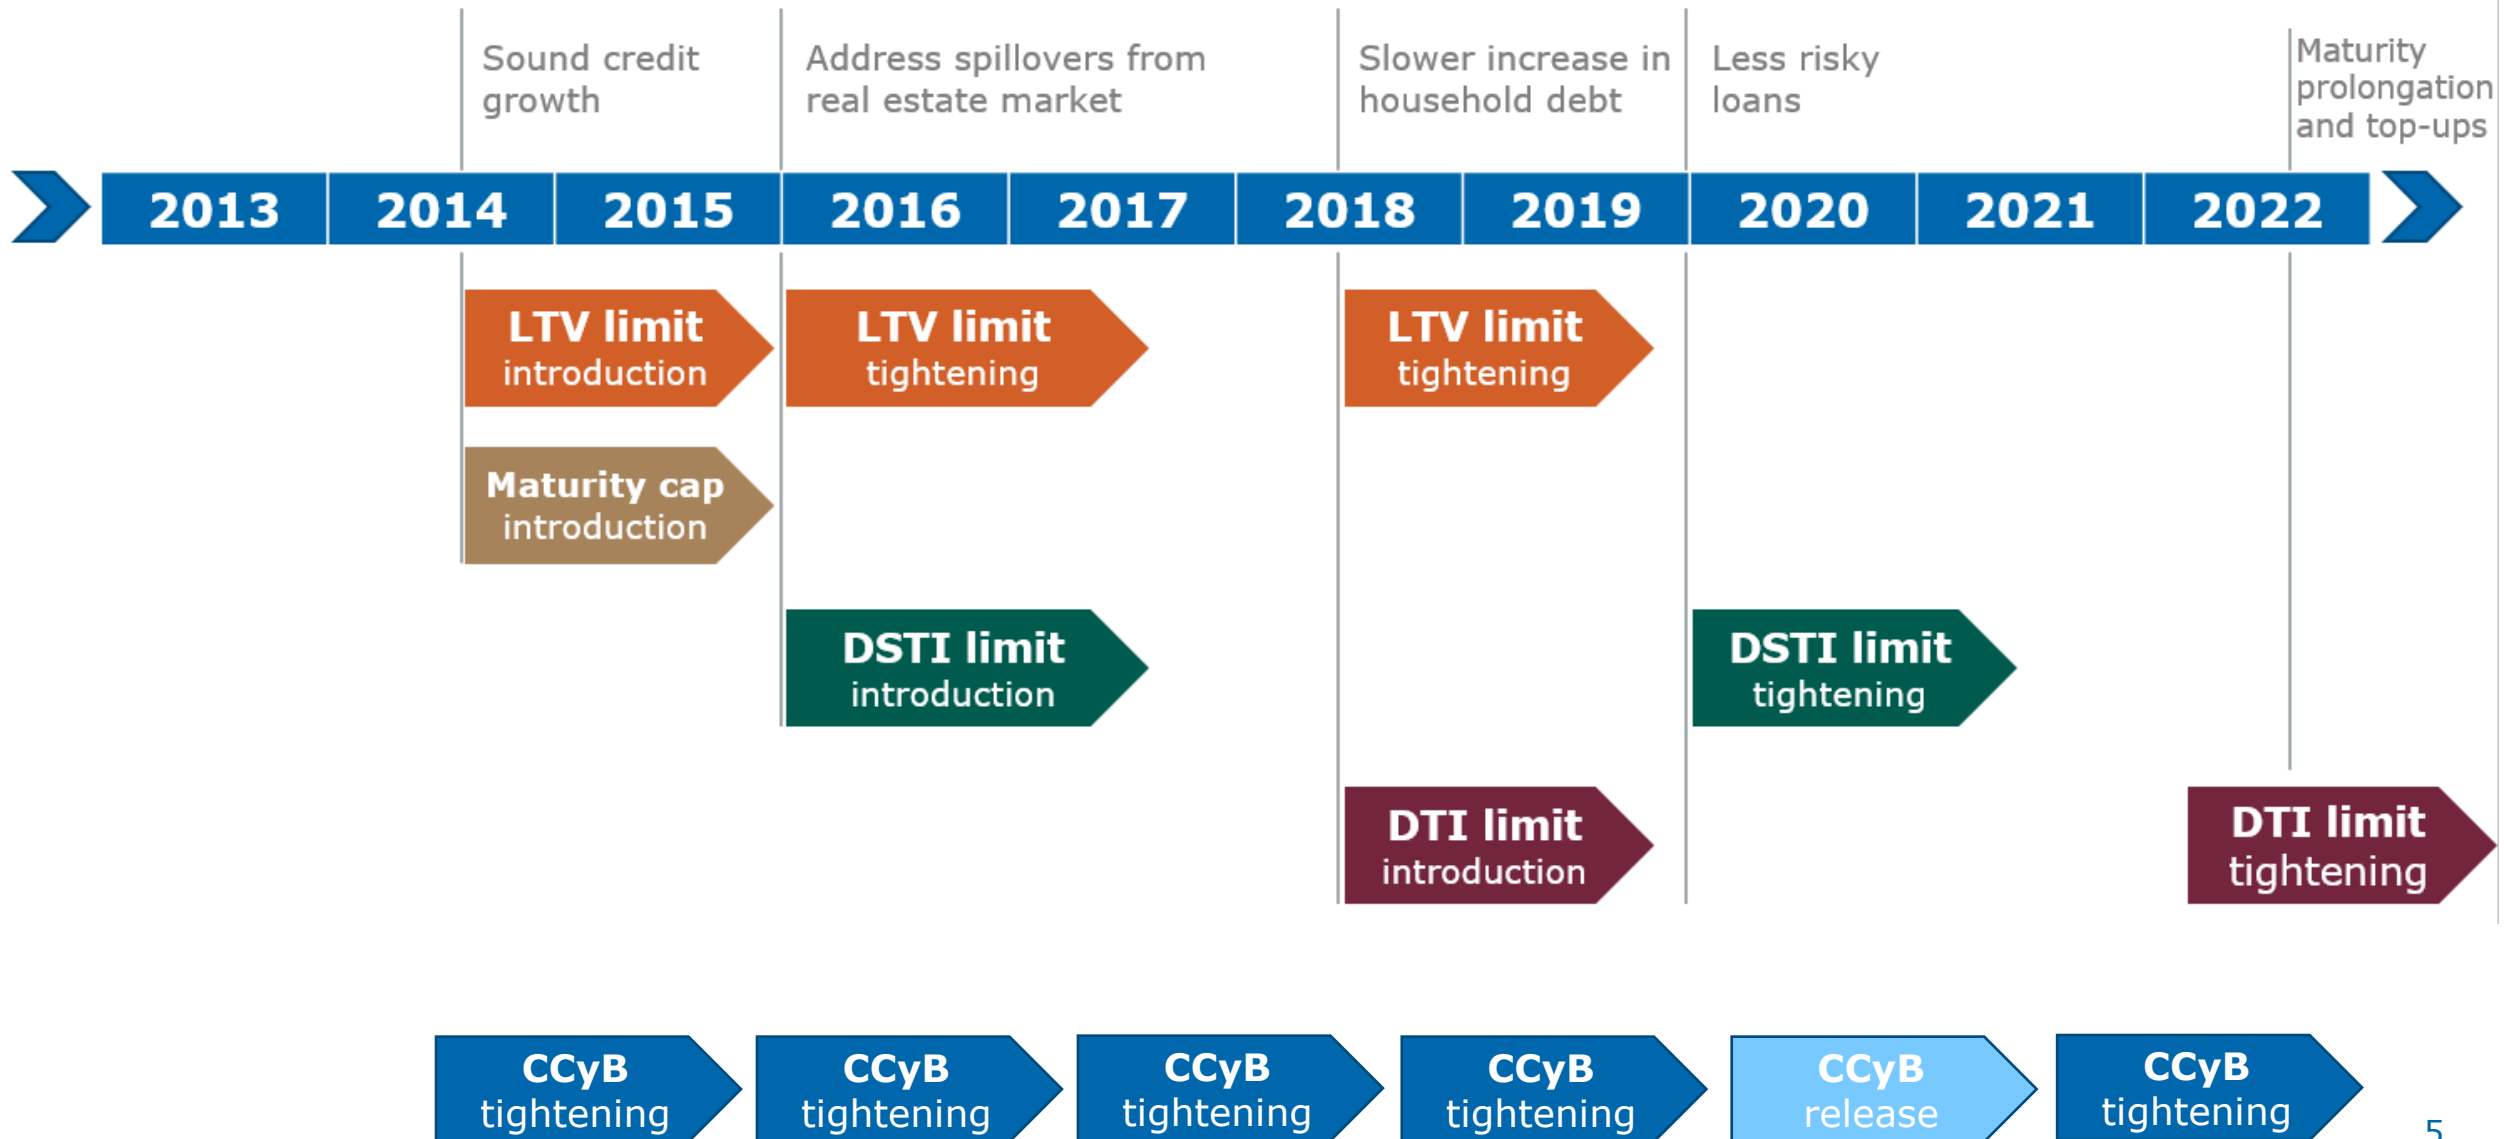 Sound credit
growth
Address spillovers from
real estate market
Slower increase in
household debt
Less risky
loans
Maturity
prolongation
and top-ups
2013
2014
2015
2016
2017
2018
2019
2020
2021
2022
LTV limit
introduction
LTV limit
tightening
LTV limit
tightening
Maturity cap
introduction
DSTI limit
introduction
DSTI limit
tightening
DTI limit
introduction
DTI limit
tightening
CCyB
tightening
CCyB
tightening
CCyB
tightening
CCyB
tightening
CCyB
release
CCyB
tightening
5